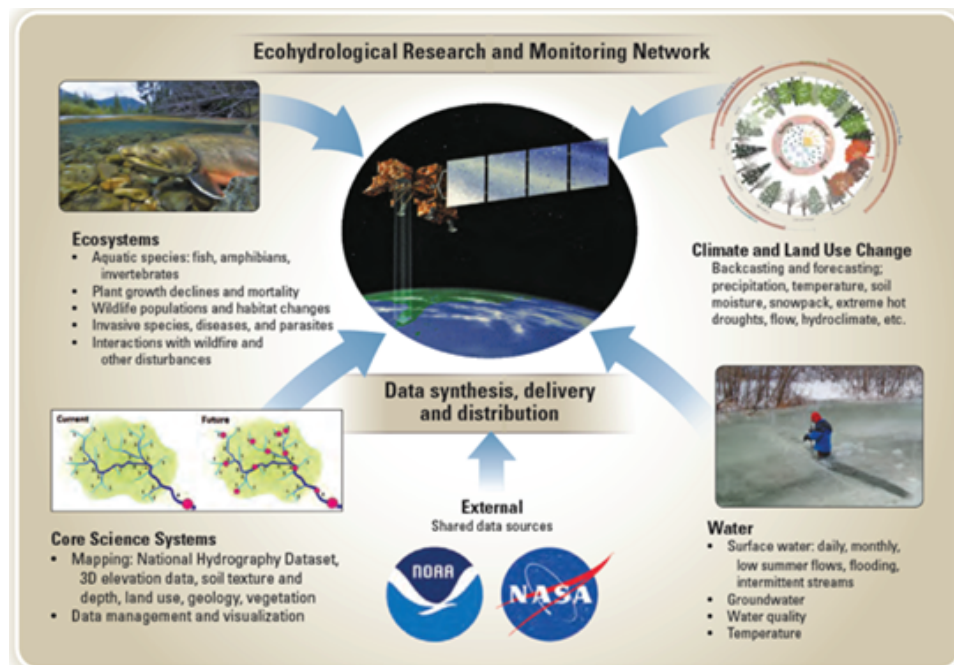 Ecohydrological Research and Monitoring Network
Ecosystems
▪ Aquatic species: fish, amphibians,
invertebrates
▪ Plant growth declines and mortality
▪ Wildlife populations and habitat changes
▪ Invasive species, diseases, and parasites
▪ Interactions with wildfire and
other disturbances
Climate and Land Use Change
Backcasting and forecasting;
precipitation, temperature, soil
moisture, snowpack, extreme hot
droughts, flow, hydroclimate, etc.
Data synthesis, delivery
and distribution
Current
Future
Core Science Systems
▪ Mapping: National Hydrography Dataset,
3D elevation data, soil texture and
depth, land use, geology, vegetation
▪ Data management and visualization
External
Shared data sources
NOAA
NASA
Water
▪ Surface water: daily, monthly,
low summer flows, flooding,
intermittent streams
▪ Groundwater
▪ Water quality
▪ Temperature